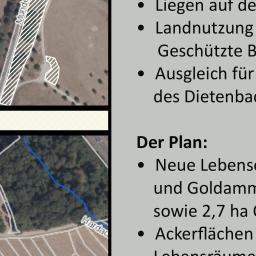 • Liegen auf de
• Landnutzung
Geschützte B
• Ausgleich für
des Dietenba
Der Plan:
• Neue Lebens
und Goldamm
sowie 2,7 ha
• Ackerflächen